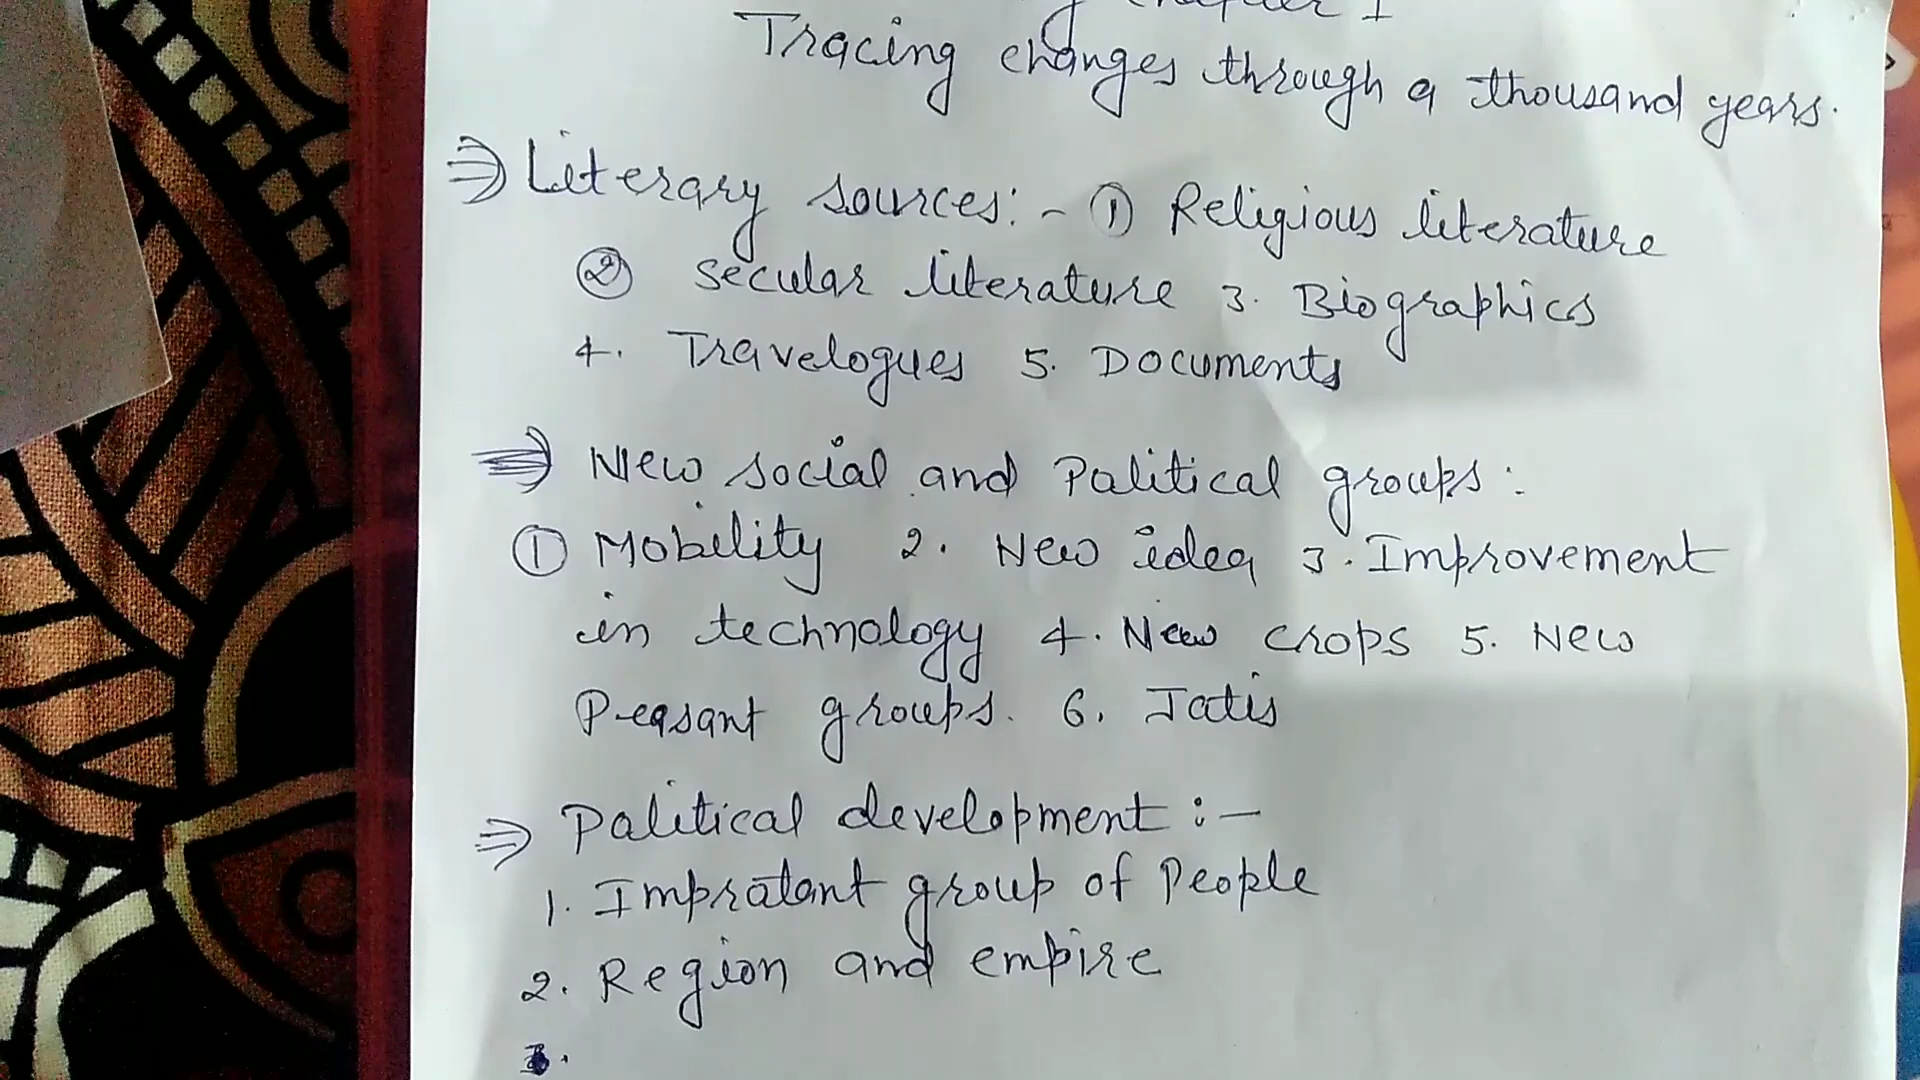 Chapter 1
Tracing changes through a thousand years.
⇒ Literary sources:- ① Religious literature
② Secular literature 3. Biographics
4. Travelogues 5. Documents
⇒ New social and Palitical groups:
① Mobility 2. New idea 3. Improvement
in technology 4. New crops 5. New
Peasant groups. 6. Jatis
⇒ Palitical development :-
1. Impratant group of People
2. Region and empire
3.